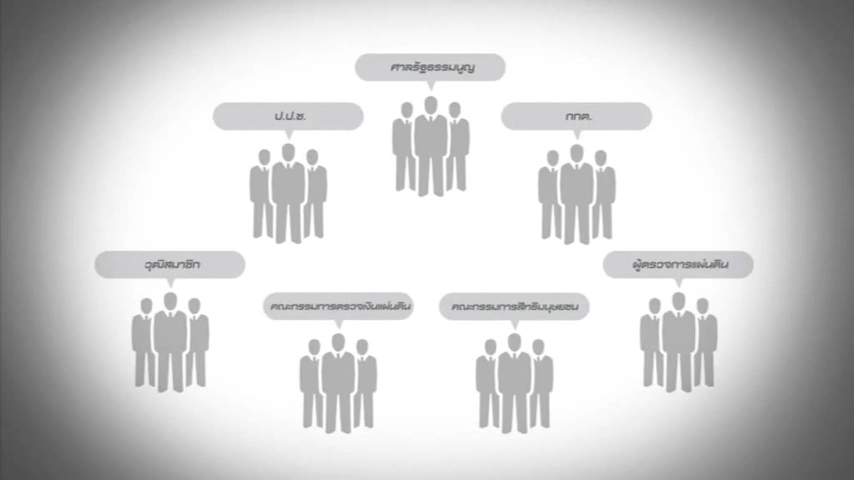 ศาลรัฐธรรมนูญ
ป.ป.ช.
กกต.
วุฒิสมาชิก
ผู้ตรวจการแผ่นดิน
คณะกรรมการตรวจเงินแผ่นดิน
คณะกรรมการสิทธิมนุษยชน